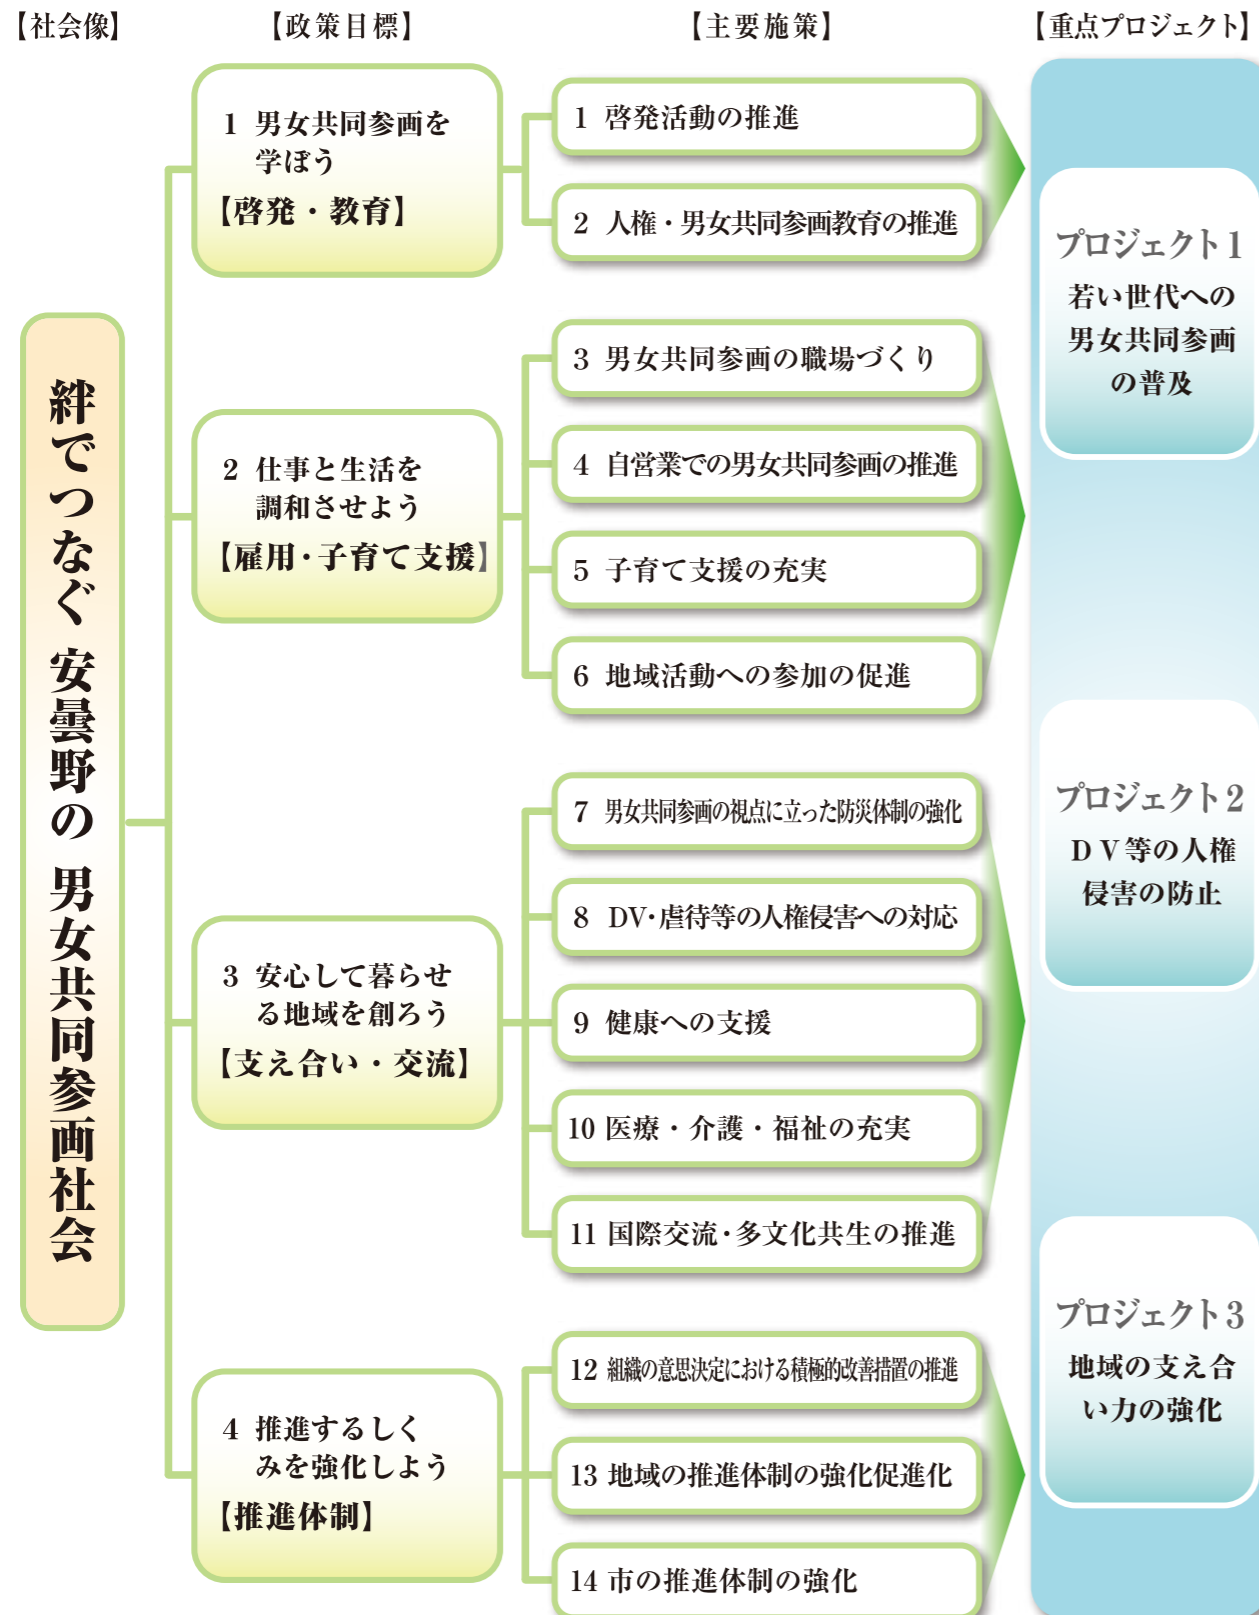 【社会像】
【政策目標】
【主要施策】
【重点プロジェクト】
絆でつなぐ 安曇野の 男女共同参画社会
1 男女共同参画を
学ぼう
【啓発・教育】
1 啓発活動の推進
2 人権・男女共同参画教育の推進
2 仕事と生活を
調和させよう
【雇用・子育て支援】
3 男女共同参画の職場づくり
4 自営業での男女共同参画の推進
5 子育て支援の充実
6 地域活動への参加の促進
3 安心して暮らせ
る地域を創ろう
【支え合い・交流】
7 男女共同参画の視点に立った防災体制の強化
8 DV・虐待等の人権侵害への対応
9 健康への支援
10 医療・介護・福祉の充実
11 国際交流・多文化共生の推進
4 推進するしく
みを強化しよう
【推進体制】
12 組織の意思決定における積極的改善措置の推進
13 地域の推進体制の強化促進化
14 市の推進体制の強化
プロジェクト1
若い世代への
男女共同参画
の普及
プロジェクト2
ＤＶ等の人権
侵害の防止
プロジェクト3
地域の支え合
い力の強化